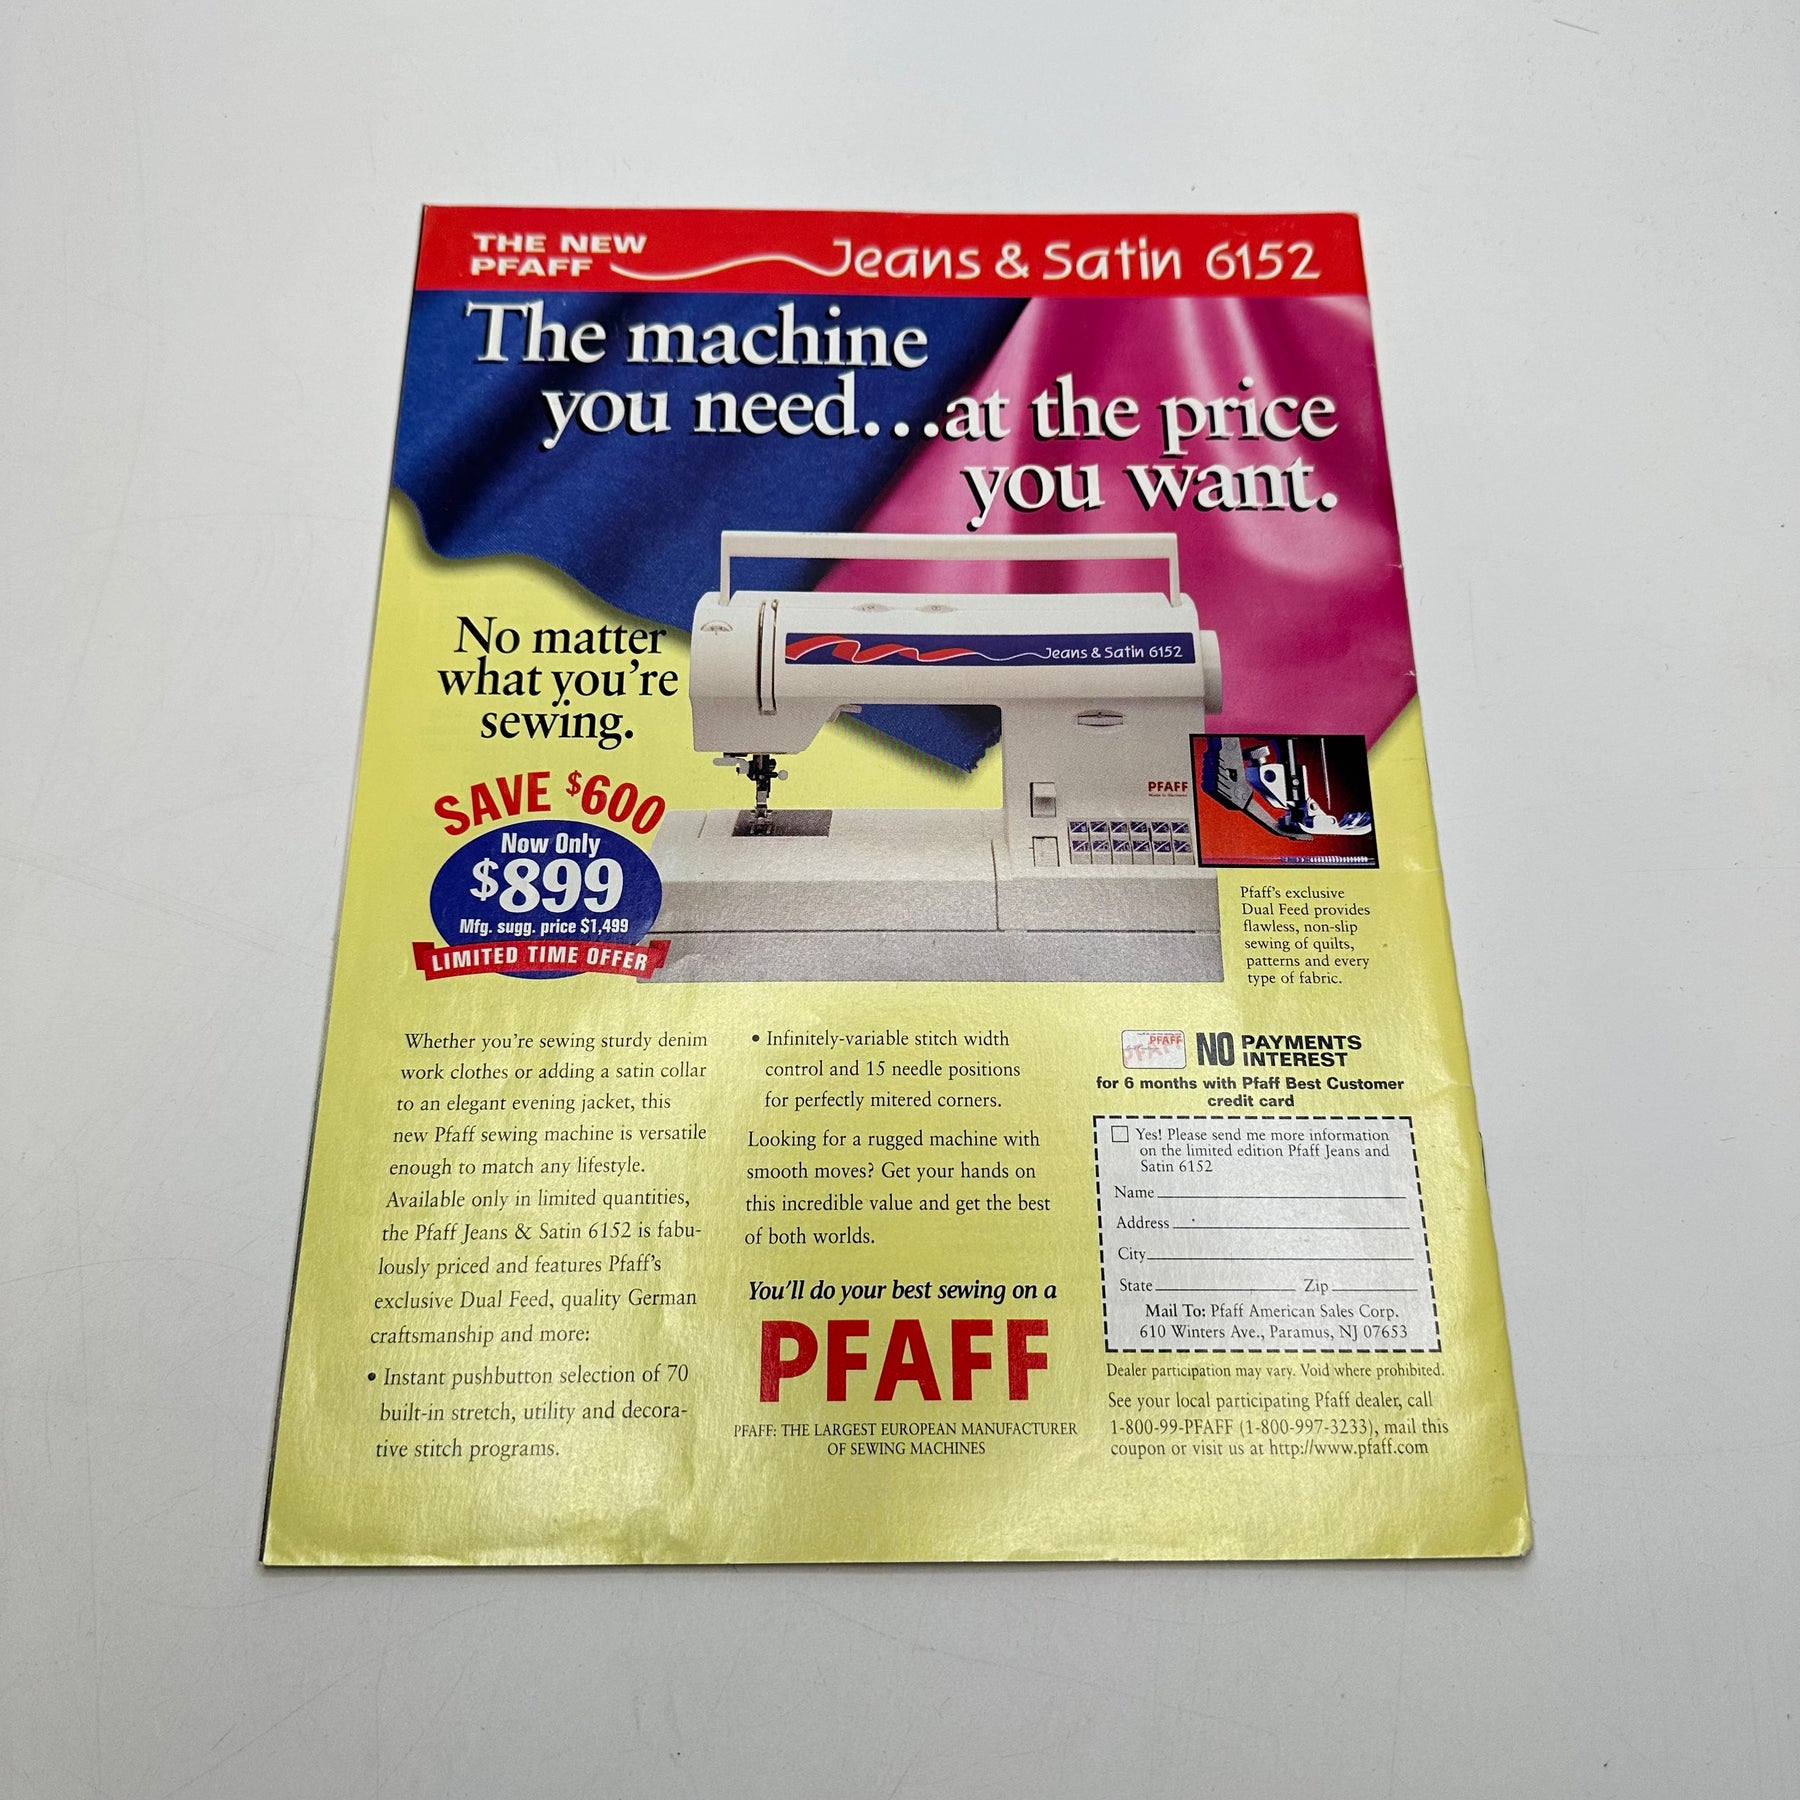 THE NEW
PFAFF
Jeans & Satin 6152
The machine
you need...at the price
you want.
No matter
what you're
sewing.
SAVE $600
Now Only
$899
Mfg. sugg. price $1,499
LIMITED TIME OFFER
Jeans & Satin 6152
PFAFF
Pfaff's exclusive
Dual Feed provides
flawless, non-slip
sewing of quilts,
patterns and every
type of fabric.
Whether you're sewing sturdy denim
work clothes or adding a satin collar
to an elegant evening jacket, this
new Pfaff sewing machine is versatile
enough to match any lifestyle.
Available only in limited quantities,
the Pfaff Jeans & Satin 6152 is fabu-
lously priced and features Pfaff's
exclusive Dual Feed, quality German
craftsmanship and more:
• Instant pushbutton selection of 70
built-in stretch, utility and decora-
tive stitch programs.
• Infinitely-variable stitch width
control and 15 needle positions
for perfectly mitered corners.
Looking for a rugged machine with
smooth moves? Get your hands on
this incredible value and get the best
of both worlds.
You'll do your best sewing on a
PFAFF
PFAFF: THE LARGEST EUROPEAN MANUFACTURER
OF SEWING MACHINES
PFAFF
NO PAYMENTS
INTEREST
for 6 months with Pfaff Best Customer
credit card
Yes! Please send me more information
on the limited edition Pfaff Jeans and
Satin 6152
Name
Address
City
State Zip
Mail To: Pfaff American Sales Corp.
610 Winters Ave., Paramus, NJ 07653
Dealer participation may vary. Void where prohibited.
See your local participating Pfaff dealer, call
1-800-99-PFAFF (1-800-997-3233), mail this
coupon or visit us at http://www.pfaff.com